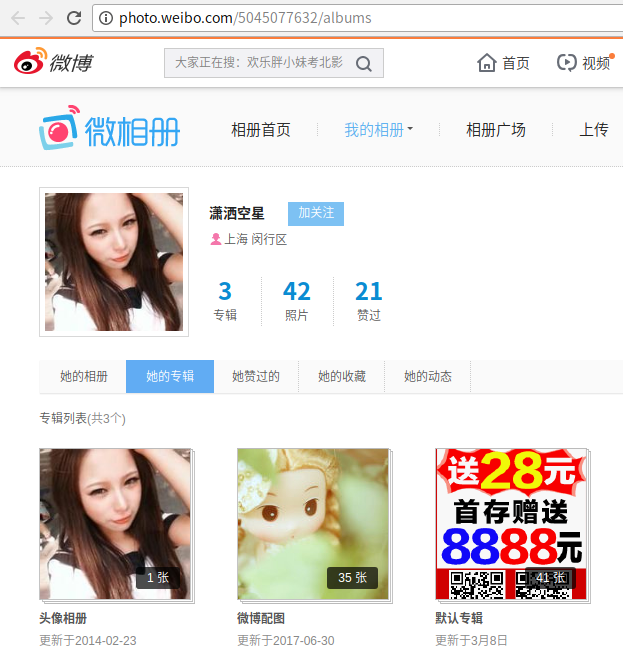 photo.weibo.com/5045077632/albums
微博
大家正在搜：欢乐胖小妹考北影
首页
视频
微相册
相册首页
我的相册
相册广场
上传
潇洒空星
加关注
上海 闵行区
3
42
21
专辑
照片
赞过
她的相册
她的专辑
她赞过的
她的收藏
她的动态
专辑列表(共3个)
1 张
35 张
送28元
首存赠送
8888元
41 张
头像相册
微博配图
默认专辑
更新于2014-02-23
更新于2017-06-30
更新于3月8日